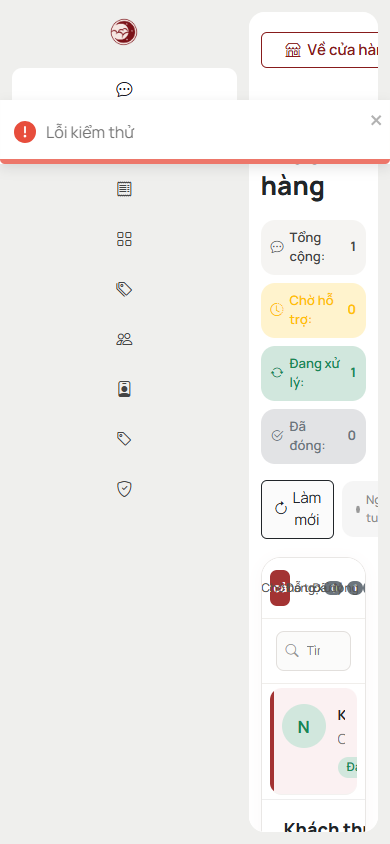 Về cửa hàn
Lỗi kiểm thử
×
hàng
Tổng cộng: 1
Chờ hỗ trợ: 0
Đang xử lý: 1
Đã đóng: 0
Làm mới
N
K
Khách th